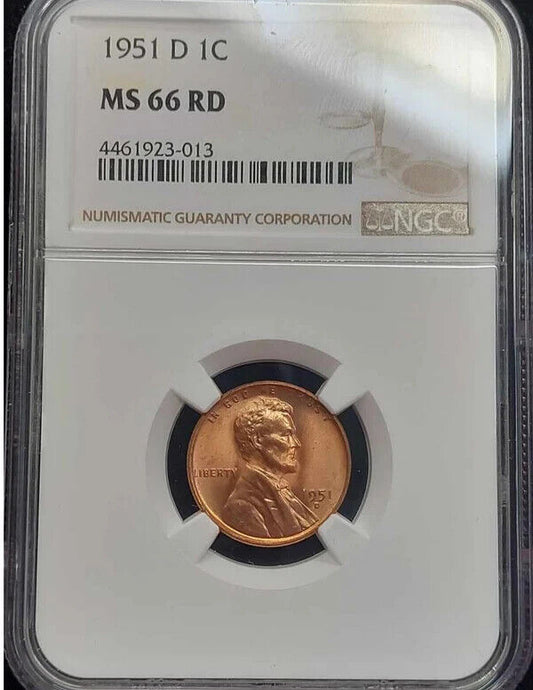 1951 D 1C
MS 66 RD
4461923-013
NUMISMATIC GUARANTY CORPORATION
NGC®
IN GOD WE TRUST
LIBERTY
1951
D